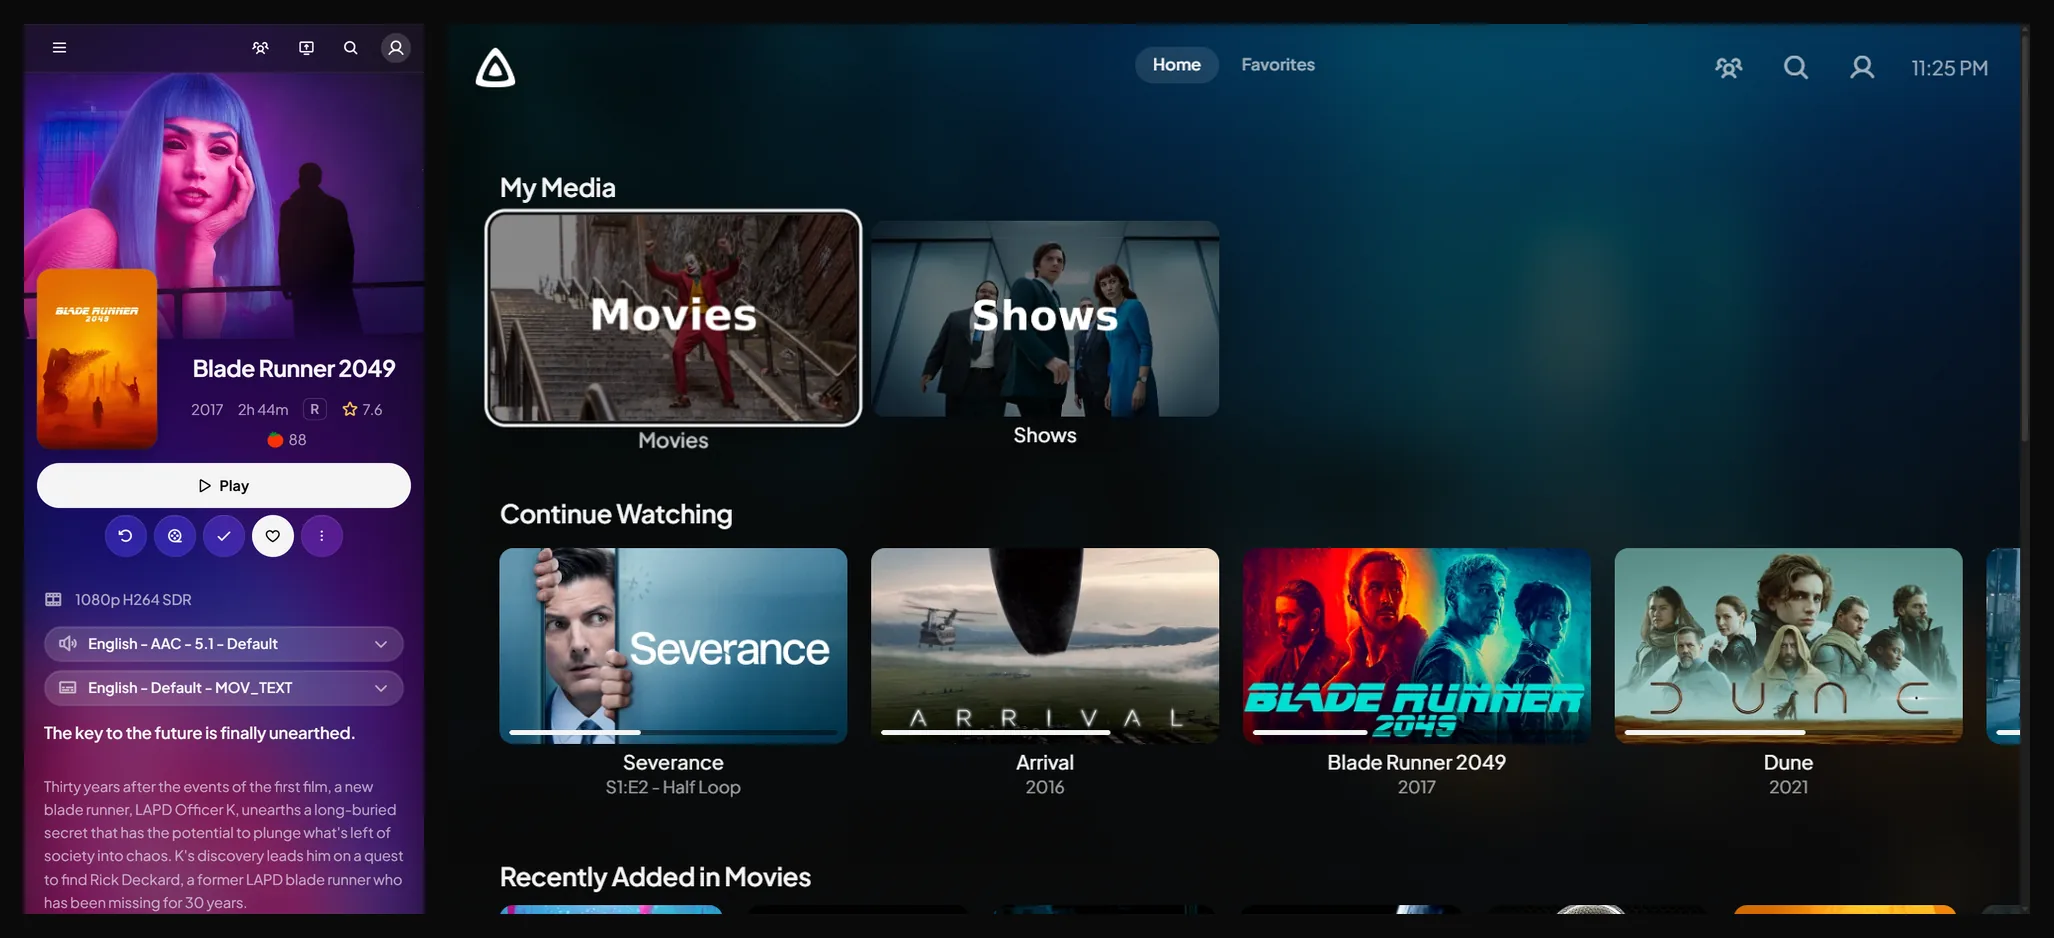 BLADE RUNNER
2049
Blade Runner 2049
2017 2h 44m R 7.6
88
Play
1080p H264 SDR
English - AAC - 5.1 - Default
English - Default - MOV_TEXT
The key to the future is finally unearthed.
Thirty years after the events of the first film, a new
blade runner, LAPD Officer K, unearths a long-buried
secret that has the potential to plunge what's left of
society into chaos. K's discovery leads him on a quest
to find Rick Deckard, a former LAPD blade runner who
has been missing for 30 years.
Home Favorites 11:25 PM
My Media
Movies
Movies
Shows
Shows
Continue Watching
Severance
Severance
S1:E2 - Half Loop
ARRIVAL
Arrival
2016
BLADE RUNNER
2049
Blade Runner 2049
2017
DUNE
Dune
2021
Recently Added in Movies